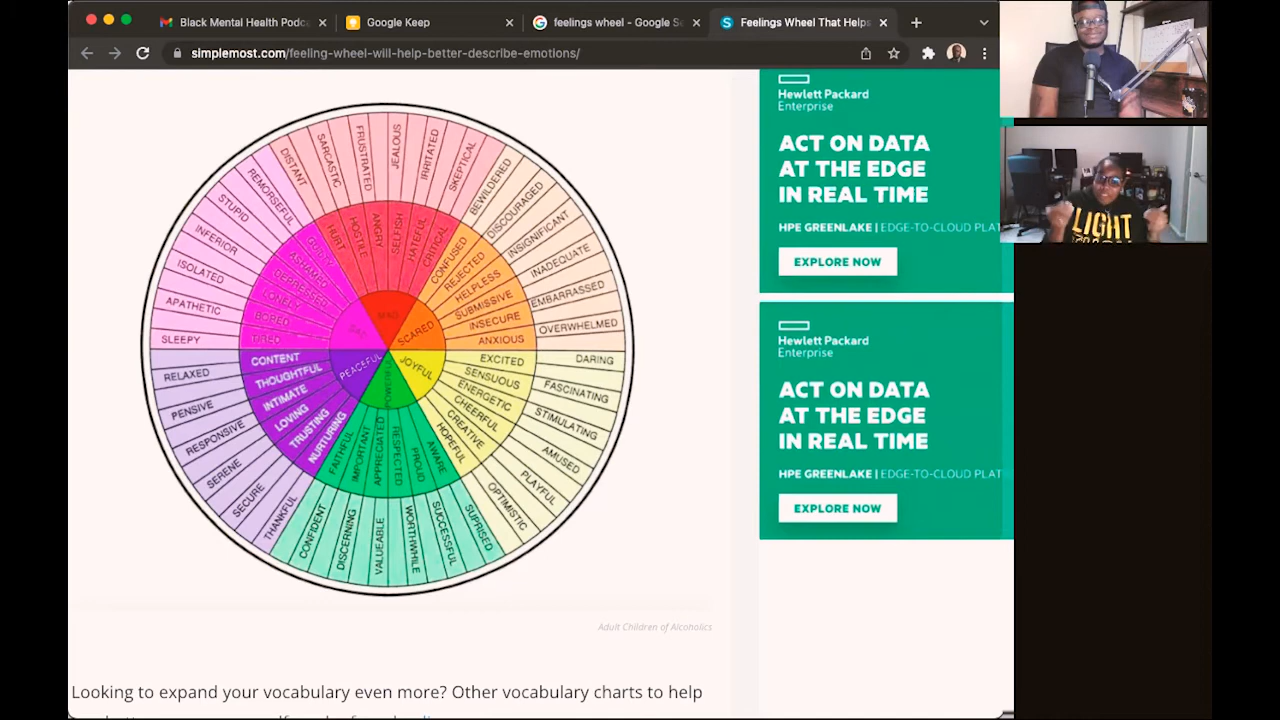 Black Mental Health Podc
Google Keep
feelings wheel - Google Se
Feelings Wheel That Helps
simplemost.com/feeling-wheel-will-help-better-describe-emotions/
DISTANT
SARCASTIC
FRUSTRATED
JEALOUS
IRRITATED
SKEPTICAL
BEWILDERED
DISCOURAGED
INSIGNIFICANT
INADEQUATE
EMBARRASSED
OVERWHELMED
DARING
FASCINATING
STIMULATING
AMUSED
PLAYFUL
OPTIMISTIC
SUPRISED
SUCCESSFUL
WORTHWHILE
VALUEABLE
DISCERNING
CONFIDENT
THANKFUL
SECURE
SERENE
RESPONSIVE
PENSIVE
RELAXED
SLEEPY
APATHETIC
ISOLATED
INFERIOR
STUPID
REMORSEFUL
HURT
HOSTILE
ANGRY
SELFISH
HATEFUL
CRITICAL
CONFUSED
REJECTED
HELPLESS
SUBMISSIVE
INSECURE
ANXIOUS
EXCITED
SENSUOUS
ENERGETIC
CHEERFUL
CREATIVE
HOPEFUL
AWARE
PROUD
RESPECTED
APPRECIATED
IMPORTANT
FAITHFUL
NURTURING
TRUSTING
LOVING
INTIMATE
THOUGHTFUL
CONTENT
TIRED
BORED
LONELY
DEPRESSED
ASHAMED
GUILTY
MAD
SCARED
JOYFUL
POWERFUL
PEACEFUL
SAD
Adult Children of Alcoholics
Looking to expand your vocabulary even more? Other vocabulary charts to help
Hewlett Packard
Enterprise
ACT ON DATA
AT THE EDGE
IN REAL TIME
HPE GREENLAKE | EDGE-TO-CLOUD PLAT
EXPLORE NOW
Hewlett Packard
Enterprise
ACT ON DATA
AT THE EDGE
IN REAL TIME
HPE GREENLAKE | EDGE-TO-CLOUD PLAT
EXPLORE NOW
LIGHT